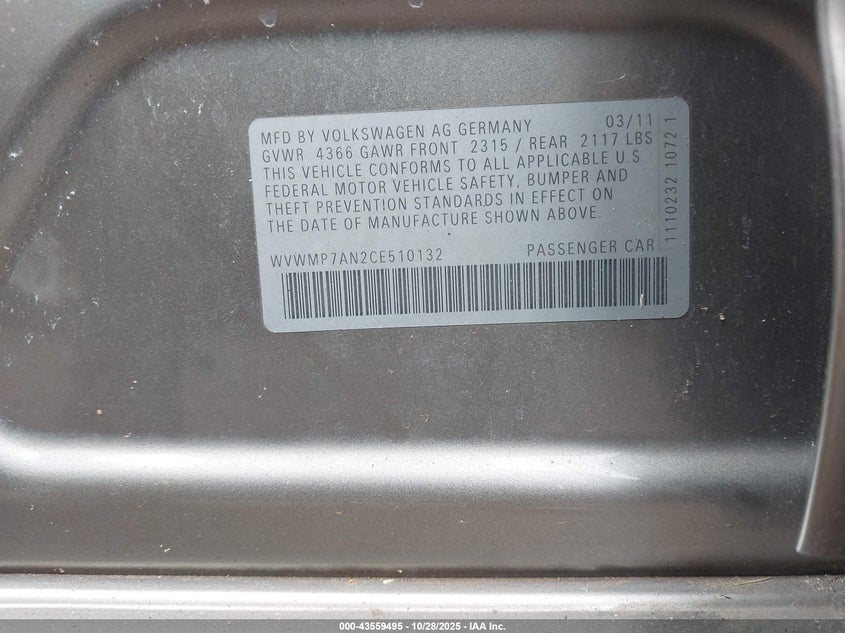 MFD BY VOLKSWAGEN AG GERMANY 03/11
GVWR 4366 GAWR FRONT 2315 / REAR 2117 LBS
THIS VEHICLE CONFORMS TO ALL APPLICABLE U.S
FEDERAL MOTOR VEHICLE SAFETY, BUMPER AND
THEFT PREVENTION STANDARDS IN EFFECT ON
THE DATE OF MANUFACTURE SHOWN ABOVE.
WVWMP7AN2CE510132 PASSENGER CAR
1110232 1072 1
000-43559495 - 10/28/2025 - IAA Inc.